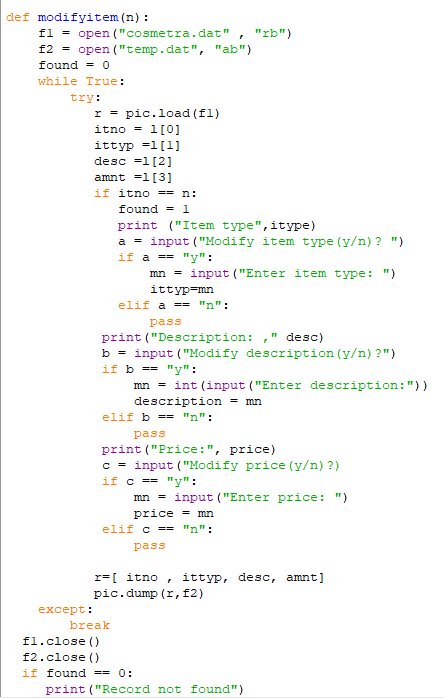 def modifyitem(n):
    f1 = open("cosmetra.dat" , "rb")
    f2 = open("temp.dat", "ab")
    found = 0
    while True:
        try:
           r = pic.load(f1)
           itno = l[0]
           ittyp =l[1]
           desc =l[2]
           amnt =l[3]
           if itno == n:
              found = 1
              print ("Item type",itype)
              a = input("Modify item type(y/n)? ")
              if a == "y":
                  mn = input("Enter item type: ")
                  ittyp=mn
              elif a == "n":
                  pass
            print("Description: ," desc)
            b = input("Modify description(y/n)?")
            if b == "y":
                mn = int(input("Enter description:"))
                description = mn
            elif b == "n":
                pass
            print("Price:", price)
            c = input("Modify price(y/n)?)
            if c == "y":
                mn = input("Enter price: ")
                price = mn
            elif c == "n":
                pass

           r=[ itno , ittyp, desc, amnt]
           pic.dump(r,f2)
    except:
        break
  f1.close()
  f2.close()
  if found == 0:
     print("Record not found")